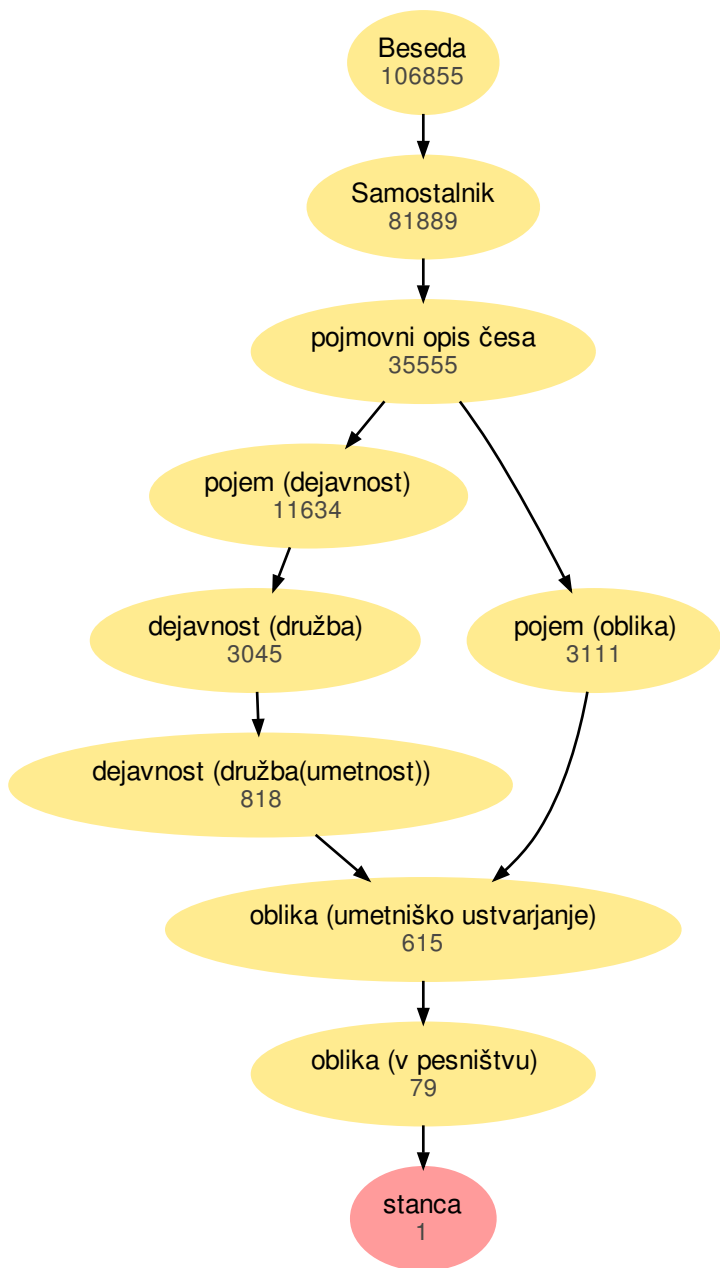 Beseda
106855
Samostalnik
81889
pojmovni opis česa
35555
pojem (dejavnost)
11634
dejavnost (družba)
3045
pojem (oblika)
3111
dejavnost (družba(umetnost))
818
oblika (umetniško ustvarjanje)
615
oblika (v pesništvu)
79
stanca
1